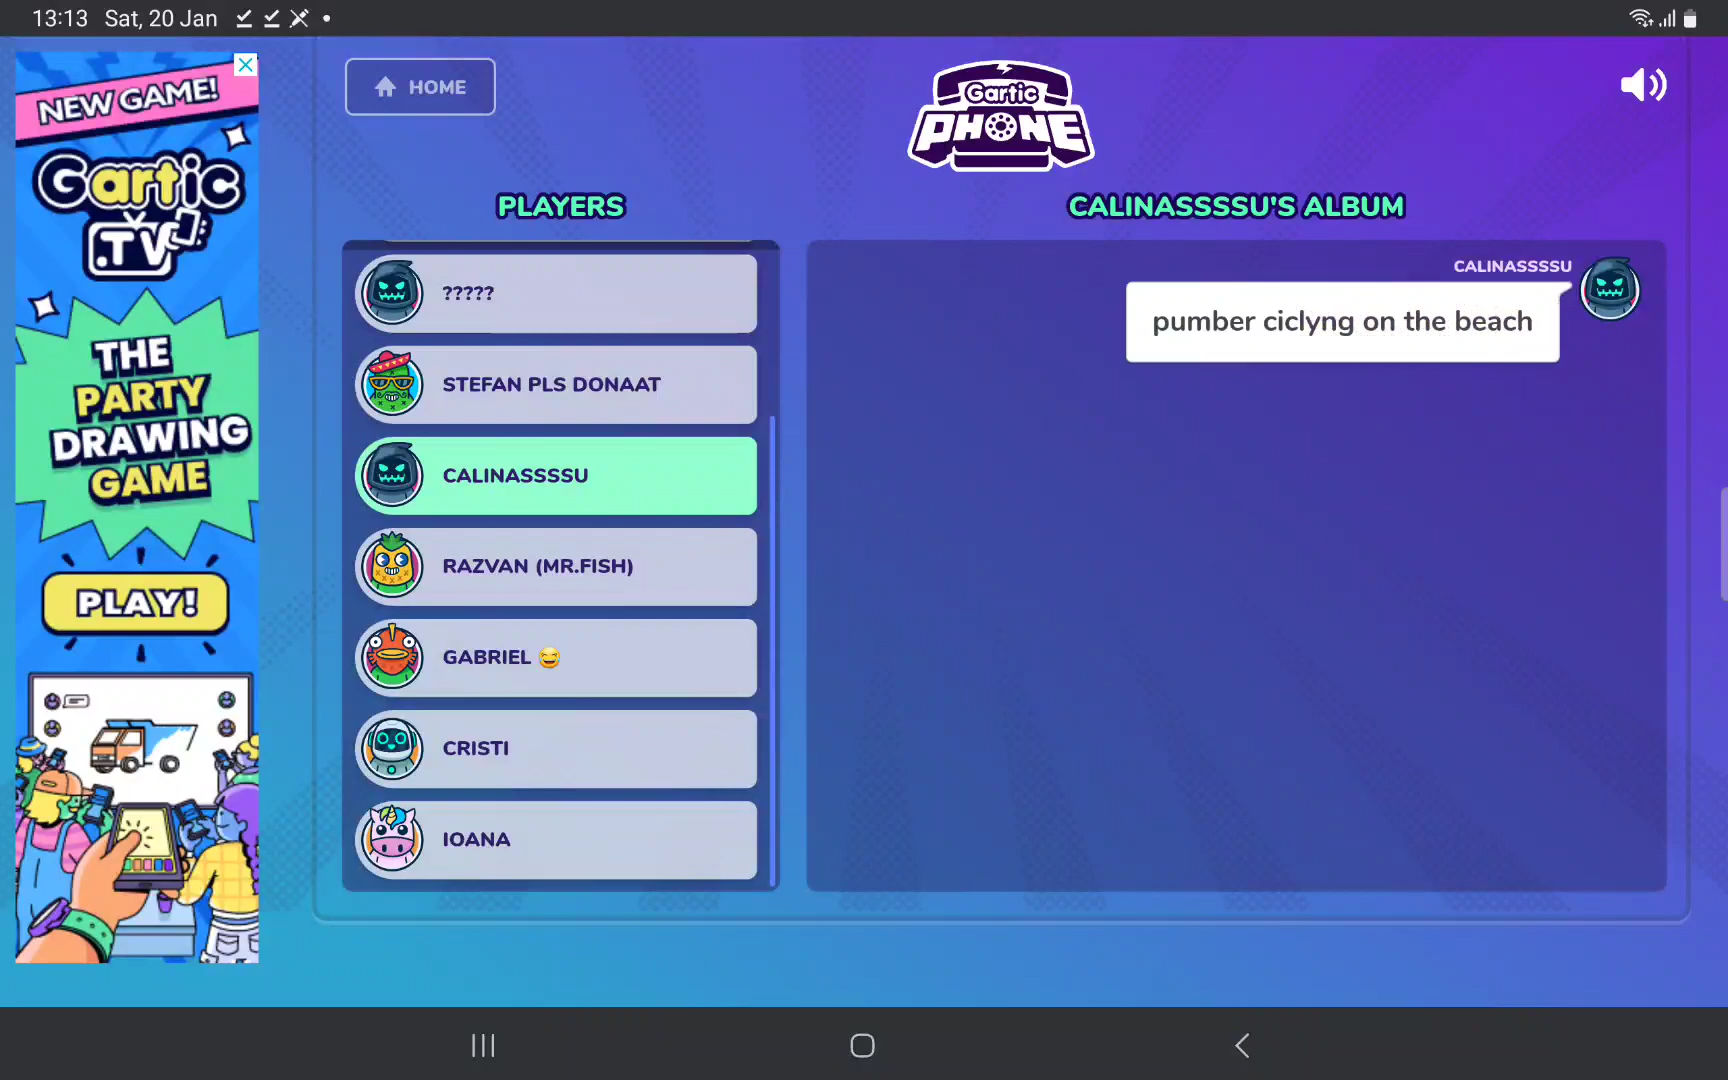 13:13 Sat, 20 Jan
NEW GAME!
Gartic
.TV
THE
PARTY
DRAWING
GAME
PLAY!
HOME
Gartic
PHONE
PLAYERS
?????
STEFAN PLS DONAAT
CALINASSSSU
RAZVAN (MR.FISH)
GABRIEL 😆
CRISTI
IOANA
CALINASSSSU'S ALBUM
CALINASSSSU
pumber ciclyng on the beach